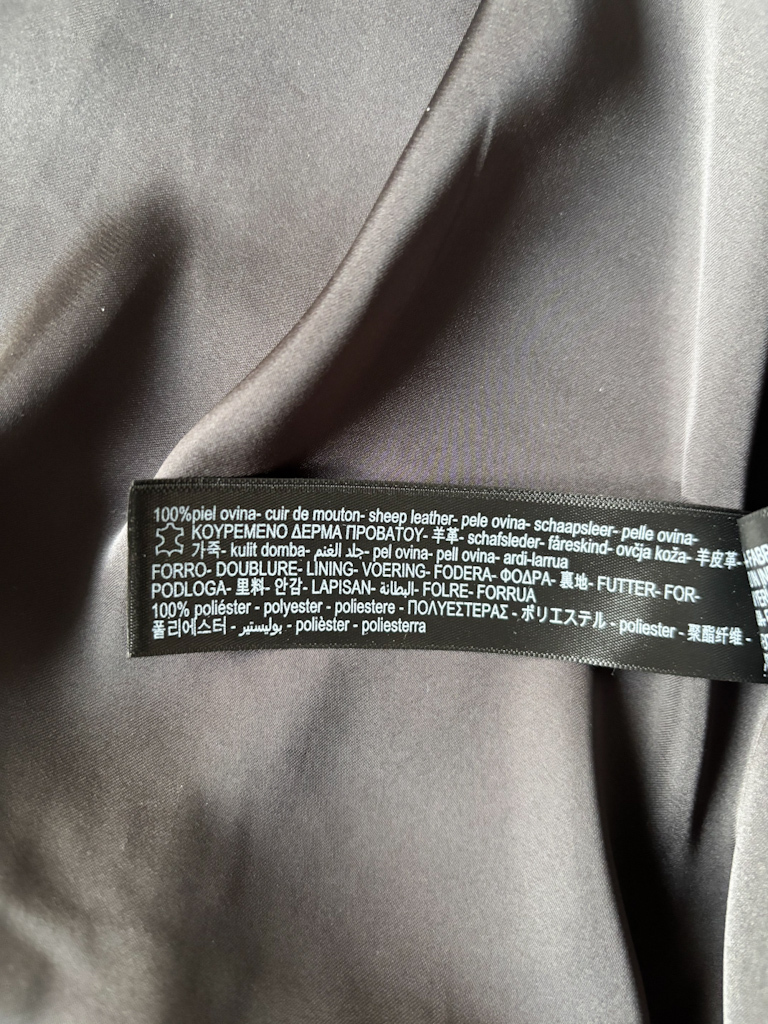 100%piel ovina- cuir de mouton- sheep leather- pele ovina- schaapsleer- pelle ovina-
ΚΟΥΡΕΜΕΝΟ ΔΕΡΜΑ ΠΡΟΒΑΤΟΥ- 羊革- schafsleder- fåreskind- ovčja koža- 羊皮革-
가죽- kulit domba- جلد الغنم- pel ovina- pell ovina- ardi-larrua
FORRO- DOUBLURE- LINING- VOERING- FODERA- ΦΟΔΡΑ- 裏地- FUTTER- FOR-
PODLOGA- 里料- 안감- LAPISAN- البطانة- FOLRE- FORRUA
100% poliéster - polyester - poliestere - ΠΟΛΥΕΣΤΕΡΑΣ - ポリエステル - poliester - 聚酯纤维 -
폴리에스터 - بوليستير - polièster - poliesterra